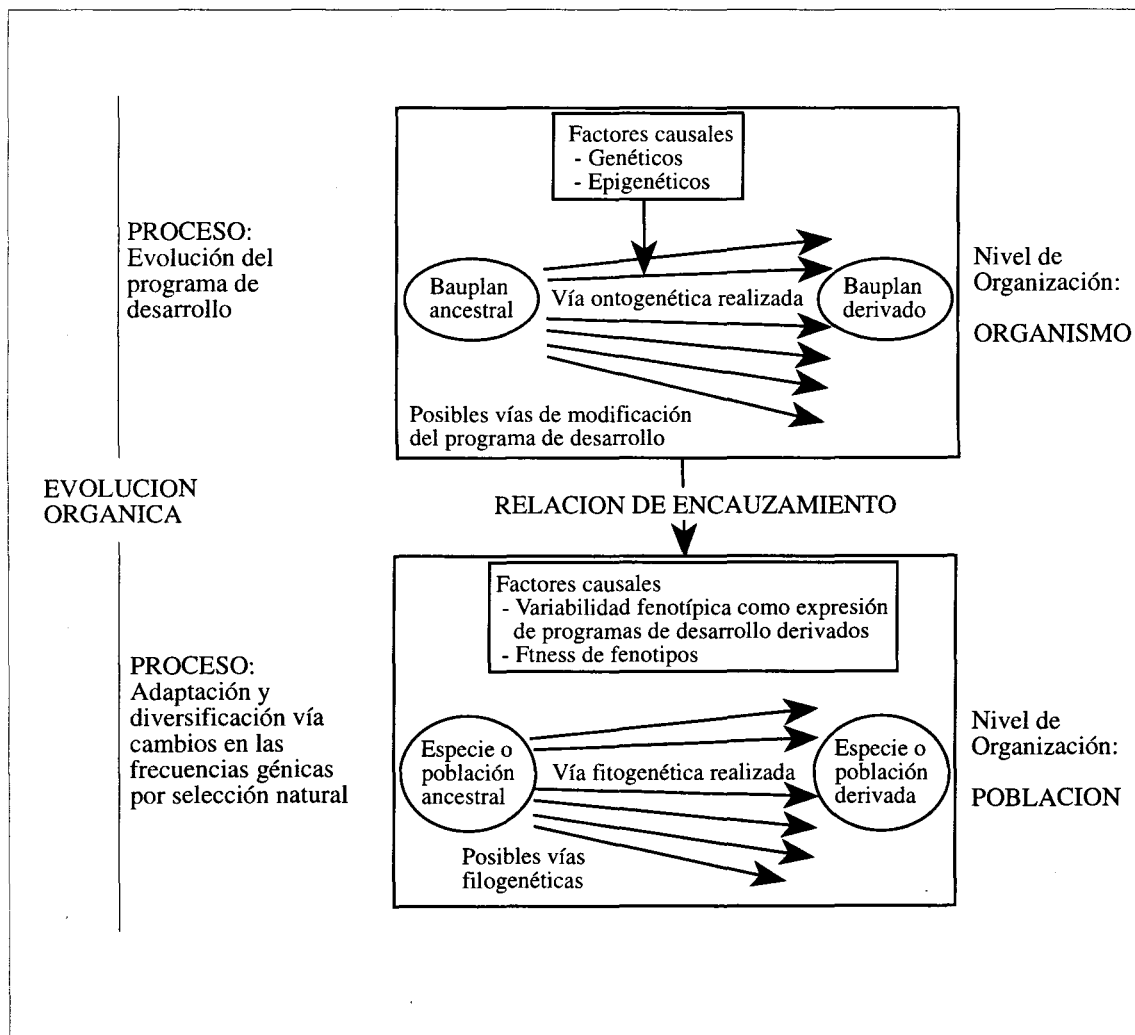 Factores causales
- Genéticos
- Epigenéticos
PROCESO:
Evolución del
programa de
desarrollo
Bauplan
ancestral
Vía ontogenética realizada
Bauplan
derivado
Nivel de
Organización:
ORGANISMO
Posibles vías de modificación
del programa de desarrollo
EVOLUCION
ORGANICA
RELACION DE ENCAUZAMIENTO
Factores causales
- Variabilidad fenotípica como expresión
de programas de desarrollo derivados
- Ftness de fenotipos
PROCESO:
Adaptación y
diversificación vía
cambios en las
frecuencias génicas
por selección natural
Especie o
población
ancestral
Vía fitogenética realizada
Especie o
población
derivada
Nivel de
Organización:
POBLACION
Posibles vías
filogenéticas